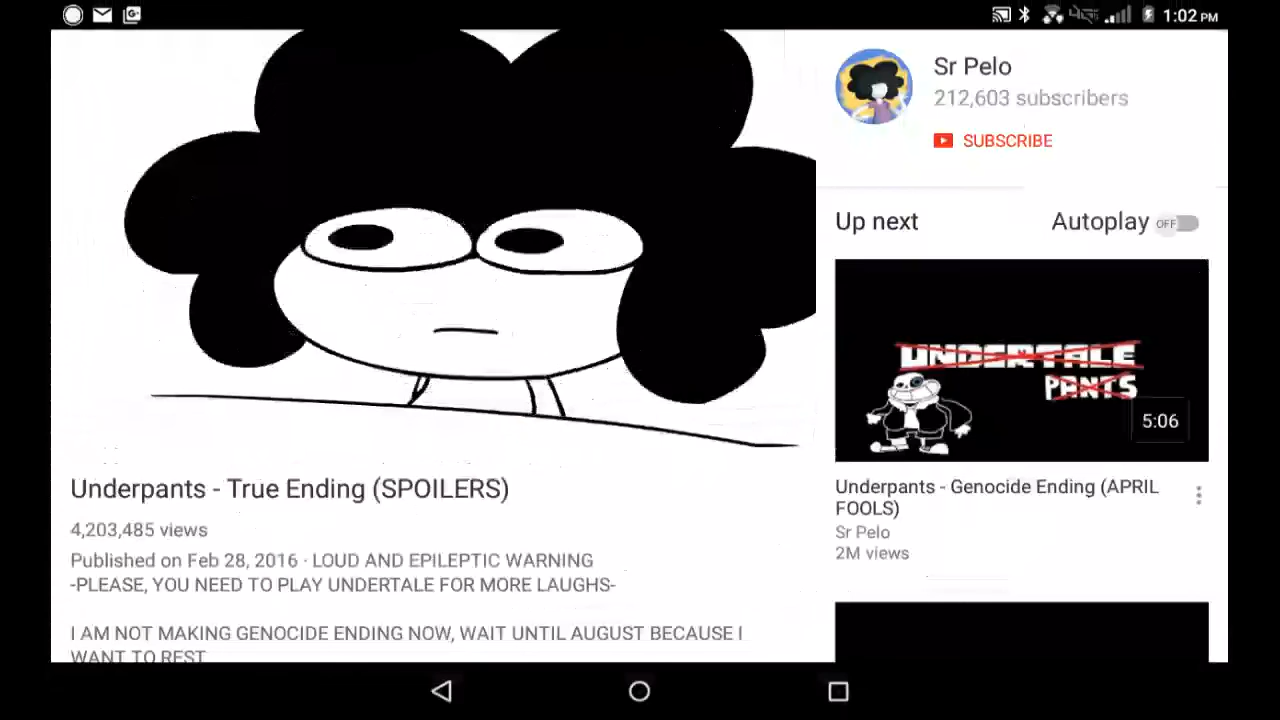 1:02 PM
Sr Pelo
212,603 subscribers
SUBSCRIBE
Up next
Autoplay OFF
UNDERTALE
PANTS
5:06
Underpants - True Ending (SPOILERS)
4,203,485 views
Published on Feb 28, 2016 · LOUD AND EPILEPTIC WARNING
-PLEASE, YOU NEED TO PLAY UNDERTALE FOR MORE LAUGHS-
I AM NOT MAKING GENOCIDE ENDING NOW, WAIT UNTIL AUGUST BECAUSE I
WANT TO REST
Underpants - Genocide Ending (APRIL
FOOLS)
Sr Pelo
2M views